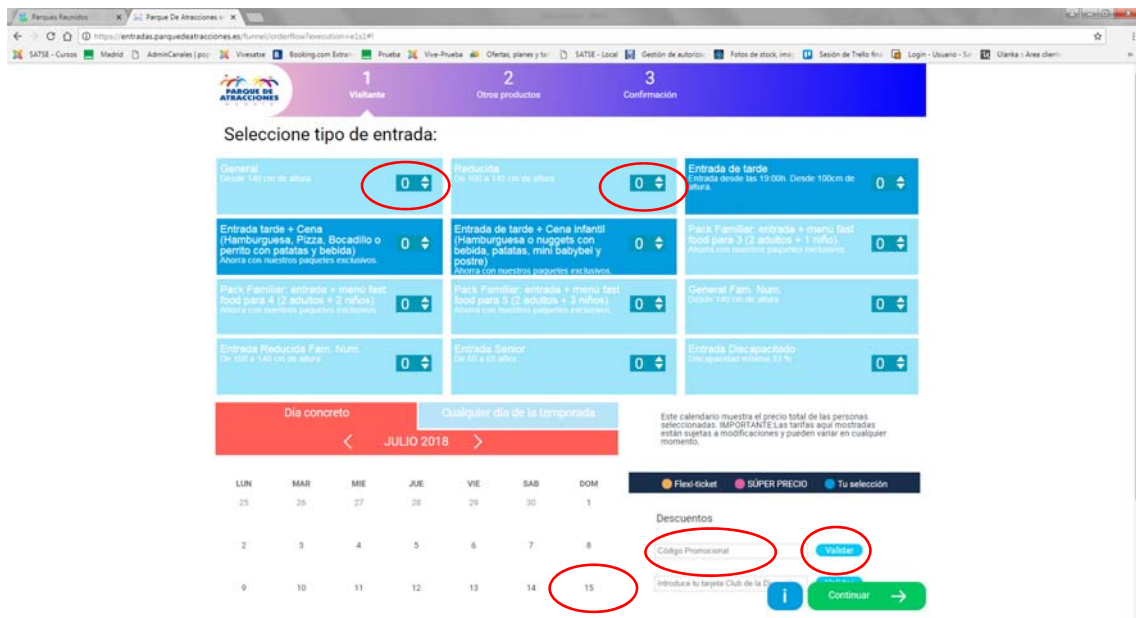 Parques Reunidos
Parque De Atracciones
https://entradas.parquedeatracciones.es/funnel/orderflow?execution=e1s1#1
SATSE - Cursos Madrid AdminCanales Vivesatse Booking.com Prueba Vive-Prueba Ofertas, planes y SATSE - Local Gestión de Fotos de stock, Sesión de Trello Login - Usuario Ulanka :: Area
PARQUE DE
ATRACCIONES
1
Visitante
2
Otros productos
3
Confirmación
Seleccione tipo de entrada:
General
Desde 140 cm de altura
0
Reducida
De 100 a 140 cm de altura
0
Entrada de tarde
Entrada desde las 19:00h. Desde 100cm de
altura.
0
Entrada tarde + Cena
(Hamburguesa, Pizza, Bocadillo o
perrito con patatas y bebida)
Ahorra con nuestros paquetes exclusivos.
0
Entrada de tarde + Cena infantil
(Hamburguesa o nuggets con
bebida, patatas, mini babybel y
postre)
Ahorra con nuestros paquetes exclusivos.
0
Pack Familiar: entrada + menú fast
food para 3 (2 adultos + 1 niño).
Ahorra con nuestros paquetes exclusivos.
0
Pack Familiar: entrada + menú fast
food para 4 (2 adultos + 2 niños).
Ahorra con nuestros paquetes exclusivos.
0
Pack Familiar: entrada + menú fast
food para 5 (2 adultos + 3 niños).
Ahorra con nuestros paquetes exclusivos.
0
General Fam. Num.
Desde 140 cm de altura
0
Entrada Reducida Fam. Num.
De 100 a 140 cm de altura
0
Entrada Senior
0
Entrada Discapacitado
Discapacidad mínima 33 %
0
Día concreto
Cualquier día de la temporada
JULIO 2018
Este calendario muestra el precio total de las personas
seleccionadas. IMPORTANTE:Las tarifas aquí mostradas
están sujetas a modificaciones y pueden variar en cualquier
momento.
LUN MAR MIE JUE VIE SAB DOM
25 26 27 28 29 30 1
2 3 4 5 6 7 8
9 10 11 12 13 14 15
Flexi-ticket SÚPER PRECIO Tu selección
Descuentos
Código Promocional
Validar
Introduce tu tarjeta Club de la
i
Continuar